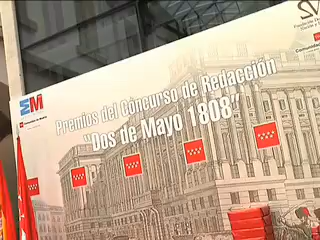 EM
Premios del Concurso de Redacción
"Dos de Mayo 1808"